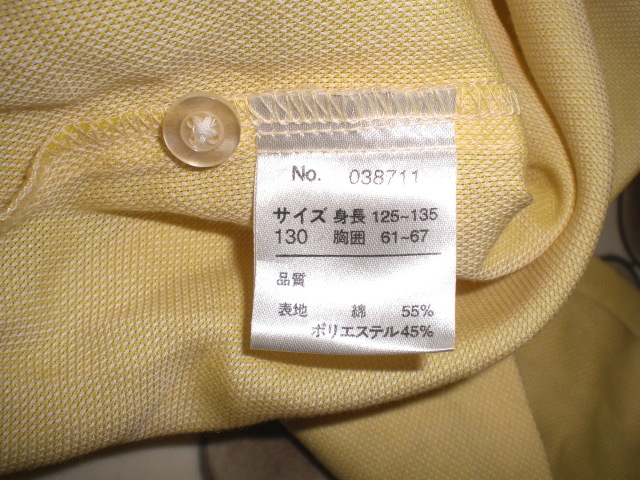 No. 038711
サイズ 身長 125~135
130 胸囲 61~67
品質
表地 綿 55%
ポリエステル45%